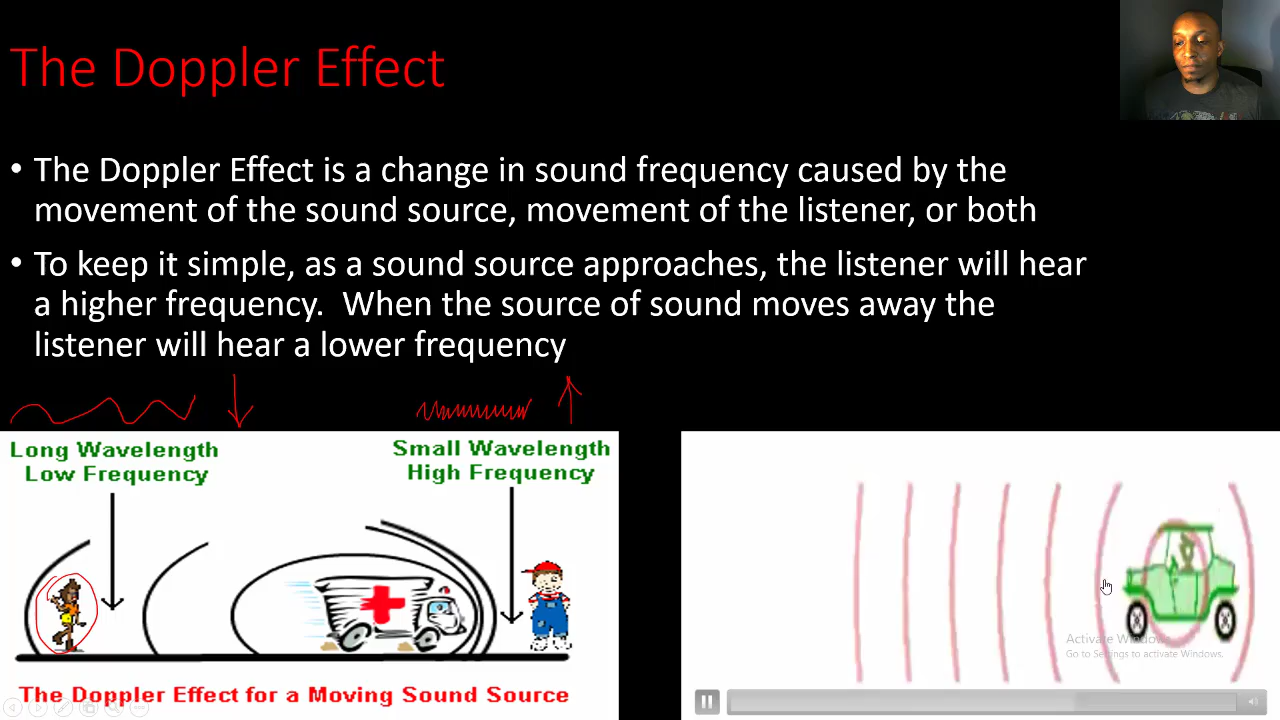 The Doppler Effect
• The Doppler Effect is a change in sound frequency caused by the
movement of the sound source, movement of the listener, or both
• To keep it simple, as a sound source approaches, the listener will hear
a higher frequency. When the source of sound moves away the
listener will hear a lower frequency
Long Wavelength
Low Frequency
Small Wavelength
High Frequency
The Doppler Effect for a Moving Sound Source
Activate Windows
Go to Settings to activate Windows.